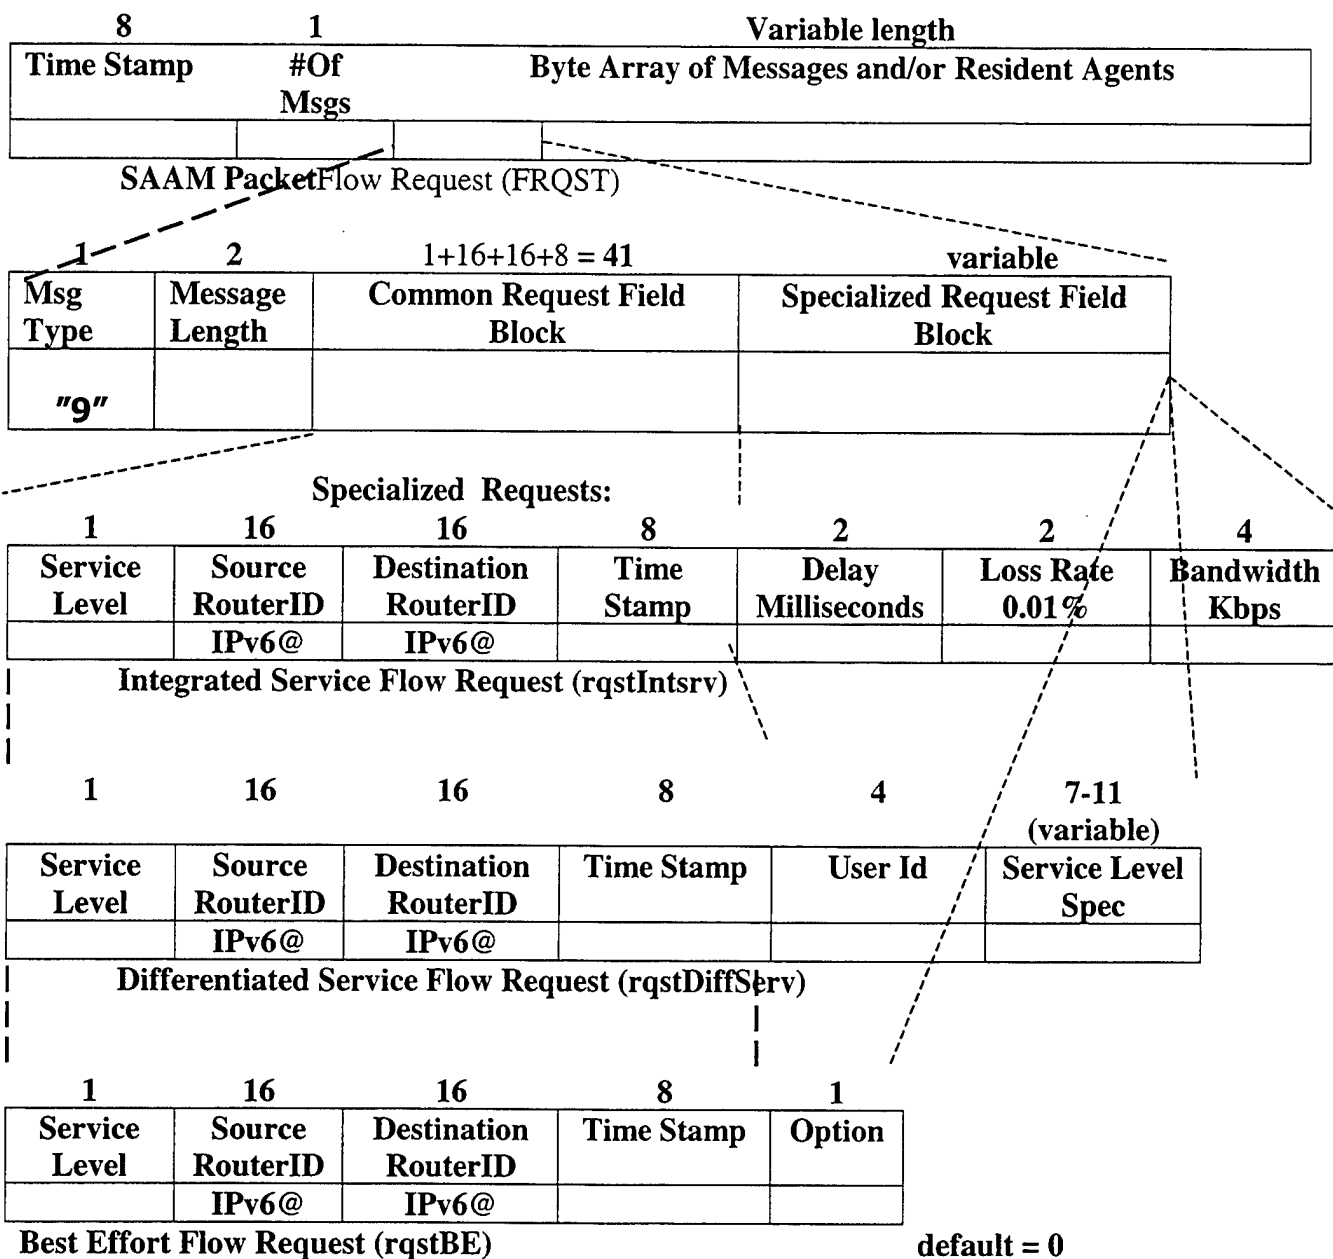 8 1 Variable length
Time Stamp #Of Byte Array of Messages and/or Resident Agents
Msgs
SAAM PacketFlow Request (FRQST)
1 2 1+16+16+8 = 41 variable
Msg Message Common Request Field Specialized Request Field
Type Length Block Block
"9"
Specialized Requests:
1 16 16 8 2 2 4
Service Source Destination Time Delay Loss Rate Bandwidth
Level RouterID RouterID Stamp Milliseconds 0.01% Kbps
IPv6@ IPv6@
Integrated Service Flow Request (rqstIntsrv)
1 16 16 8 4 7-11
(variable)
Service Source Destination Time Stamp User Id Service Level
Level RouterID RouterID Spec
IPv6@ IPv6@
Differentiated Service Flow Request (rqstDiffServ)
1 16 16 8 1
Service Source Destination Time Stamp Option
Level RouterID RouterID
IPv6@ IPv6@
Best Effort Flow Request (rqstBE) default = 0